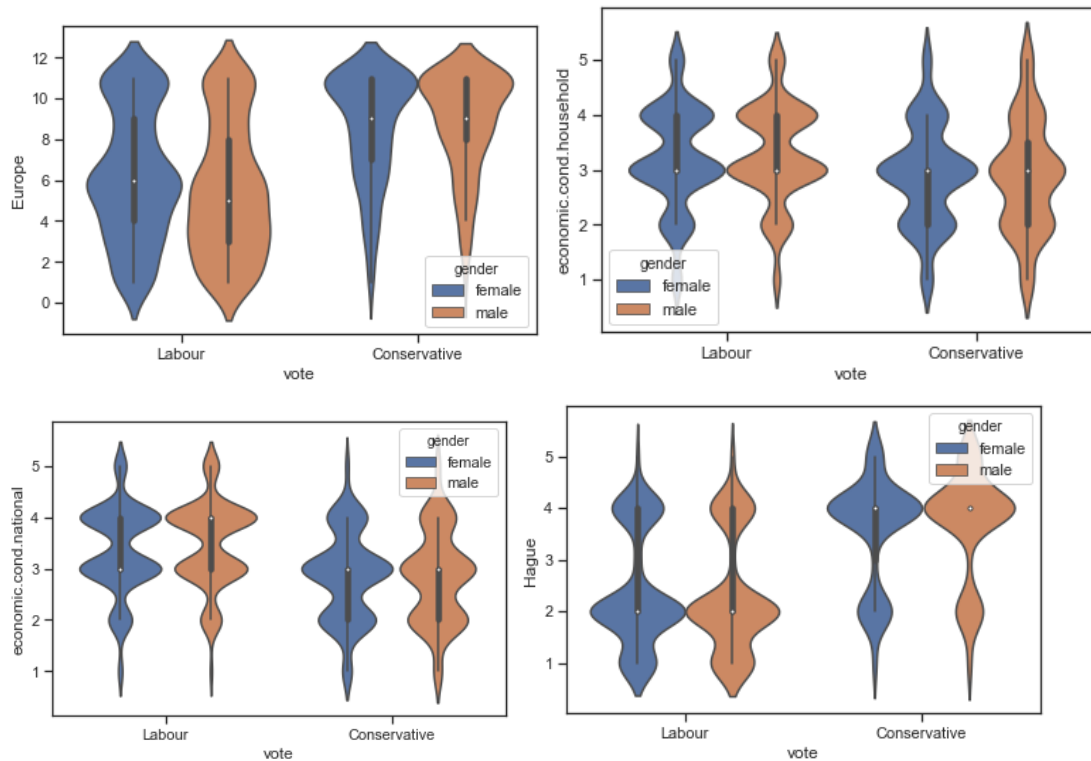 Europe
12
10
8
6
4
2
0
gender
female
male
Labour
Conservative
vote
economic.cond.household
5
4
3
2
1
gender
female
male
Labour
Conservative
vote
economic.cond.national
5
4
3
2
1
gender
female
male
Labour
Conservative
vote
Hague
5
4
3
2
1
gender
female
male
Labour
Conservative
vote